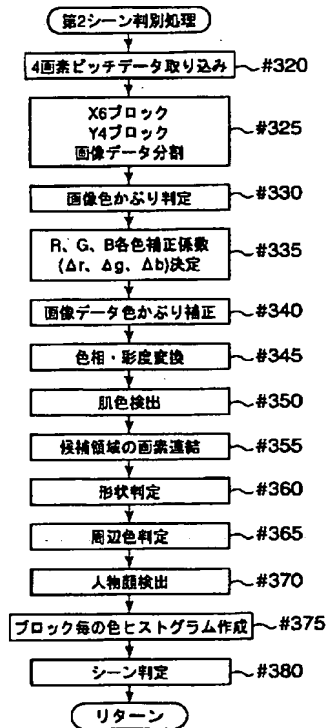 第2シーン判別処理
4画素ピッチデータ取り込み #320
X6ブロック
Y4ブロック
画像データ分割 #325
画像色かぶり判定 #330
R、G、B各色補正係数
(Δr、Δg、Δb)決定 #335
画像データ色かぶり補正 #340
色相・彩度変換 #345
肌色検出 #350
候補領域の画素連結 #355
形状判定 #360
周辺色判定 #365
人物顔検出 #370
ブロック毎の色ヒストグラム作成 #375
シーン判定 #380
リターン